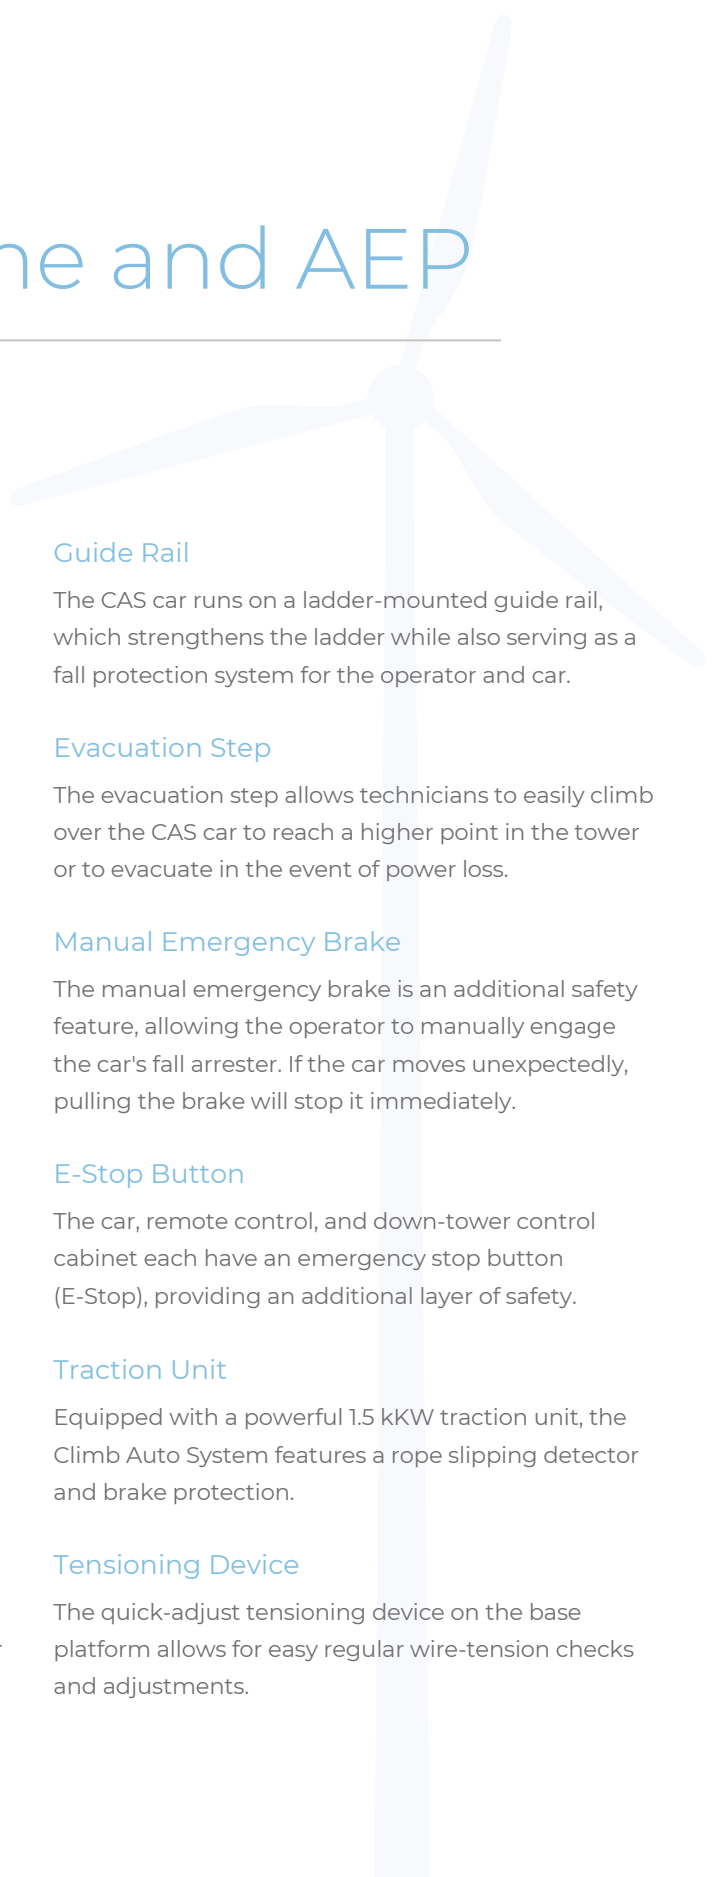 ne and AEP
Guide Rail
The CAS car runs on a ladder-mounted guide rail,
which strengthens the ladder while also serving as a
fall protection system for the operator and car.
Evacuation Step
The evacuation step allows technicians to easily climb
over the CAS car to reach a higher point in the tower
or to evacuate in the event of power loss.
Manual Emergency Brake
The manual emergency brake is an additional safety
feature, allowing the operator to manually engage
the car's fall arrester. If the car moves unexpectedly,
pulling the brake will stop it immediately.
E-Stop Button
The car, remote control, and down-tower control
cabinet each have an emergency stop button
(E-Stop), providing an additional layer of safety.
Traction Unit
Equipped with a powerful 1.5 kKW traction unit, the
Climb Auto System features a rope slipping detector
and brake protection.
Tensioning Device
The quick-adjust tensioning device on the base
platform allows for easy regular wire-tension checks
and adjustments.